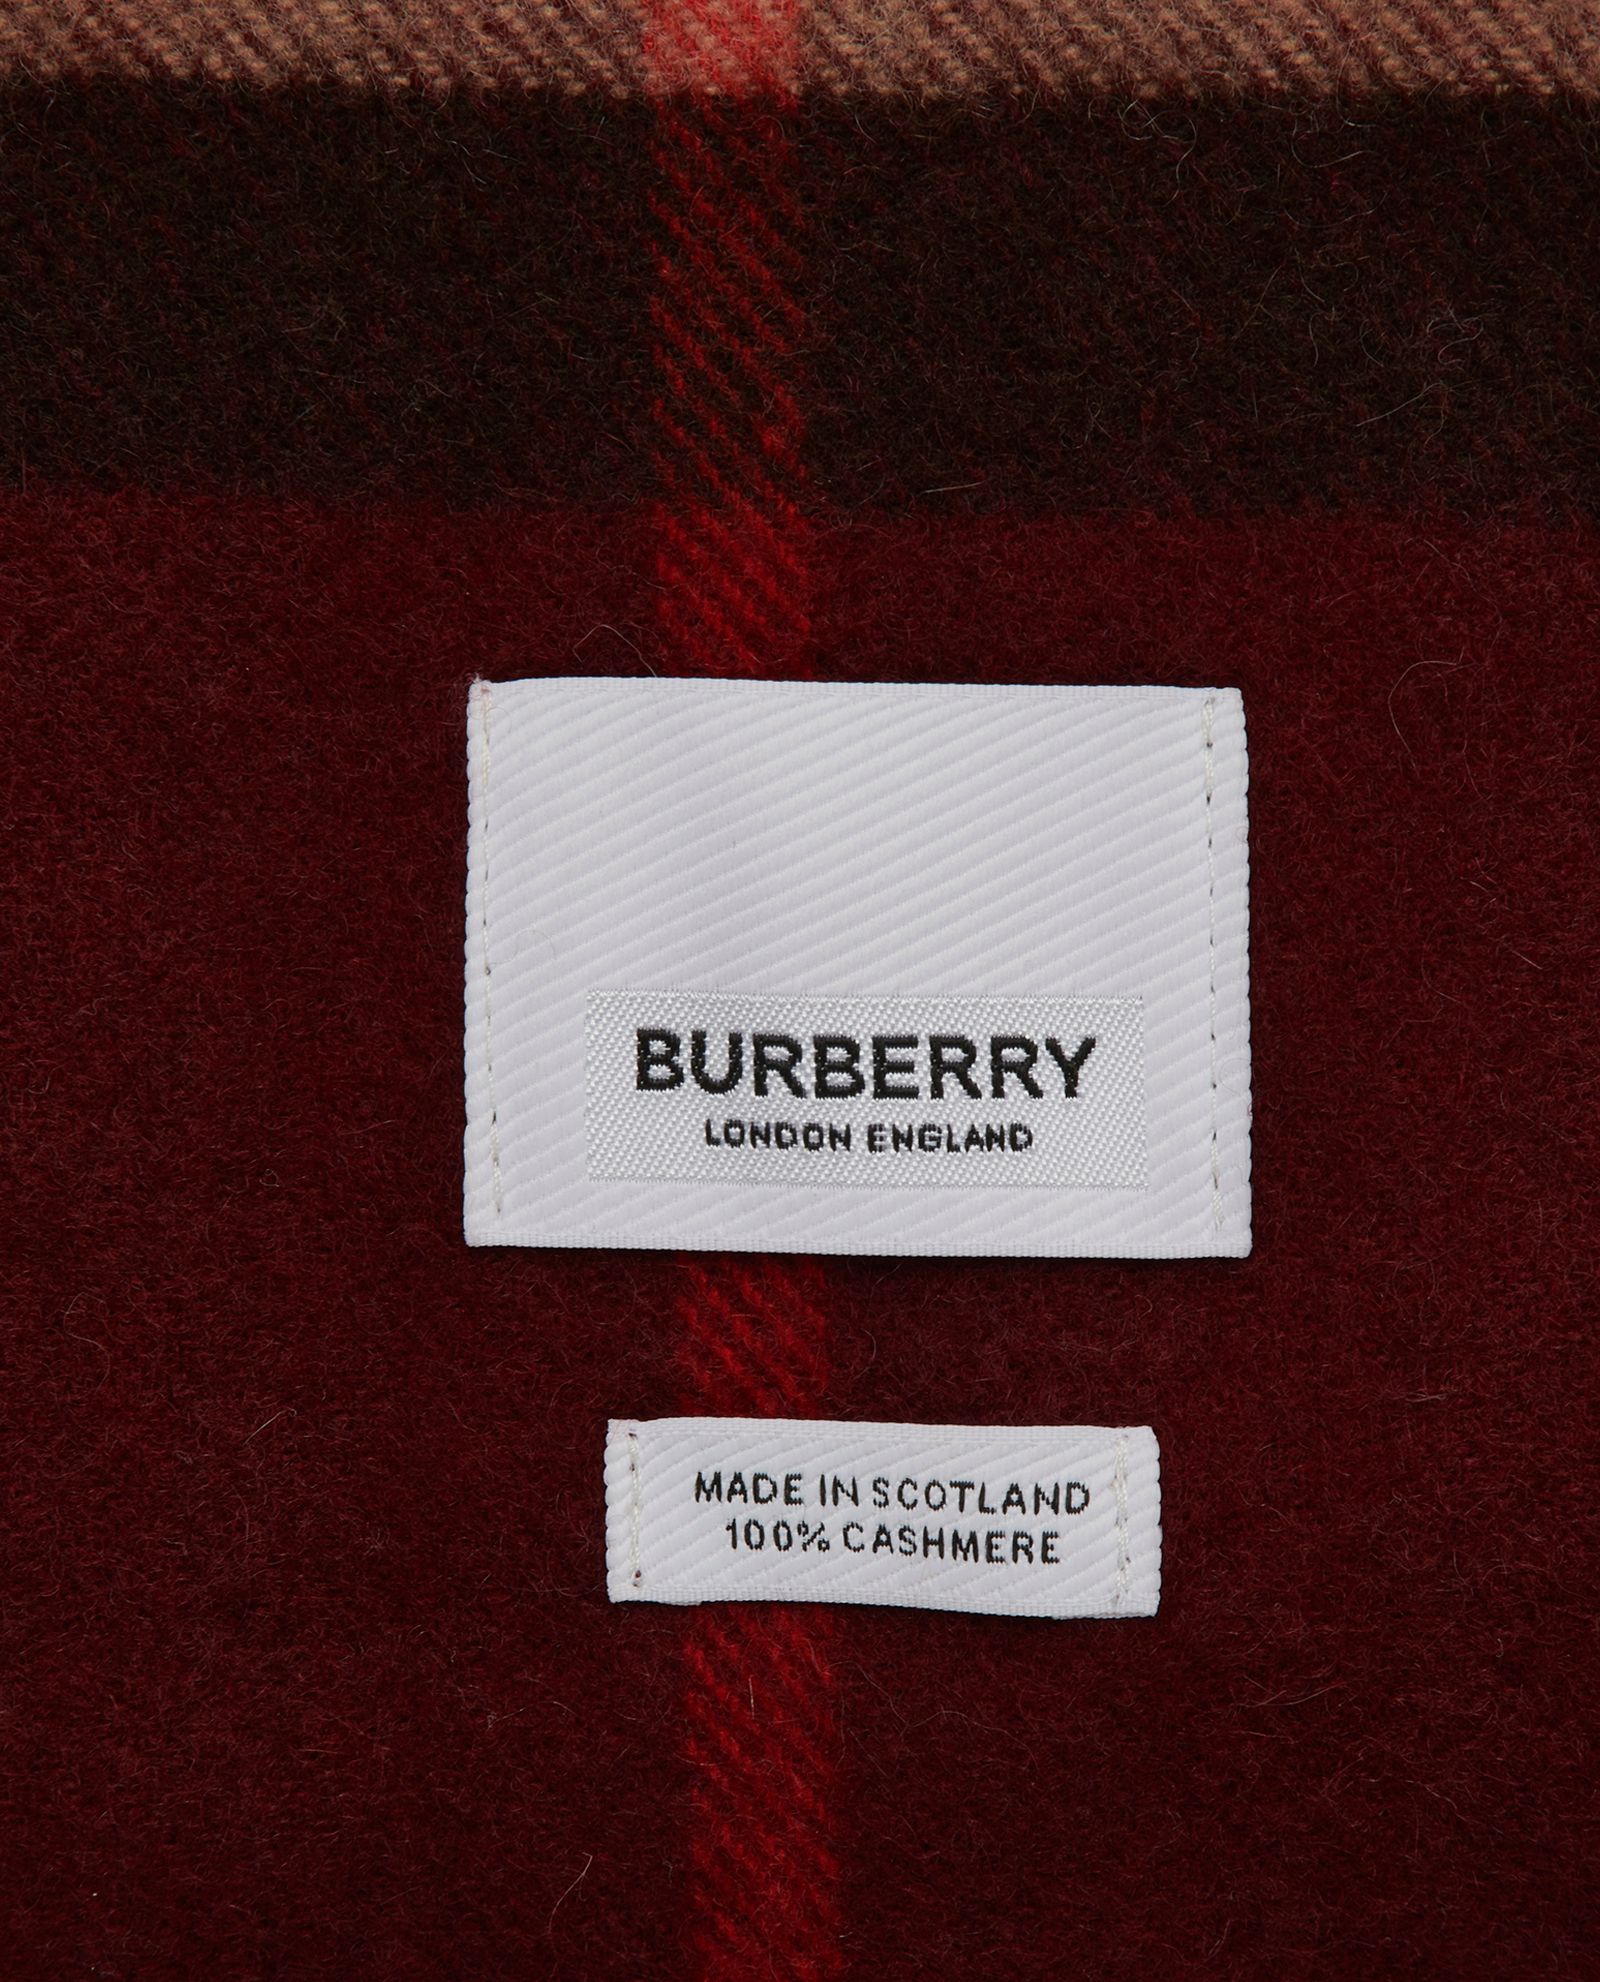 BURBERRY
LONDON ENGLAND
MADE IN SCOTLAND
100% CASHMERE